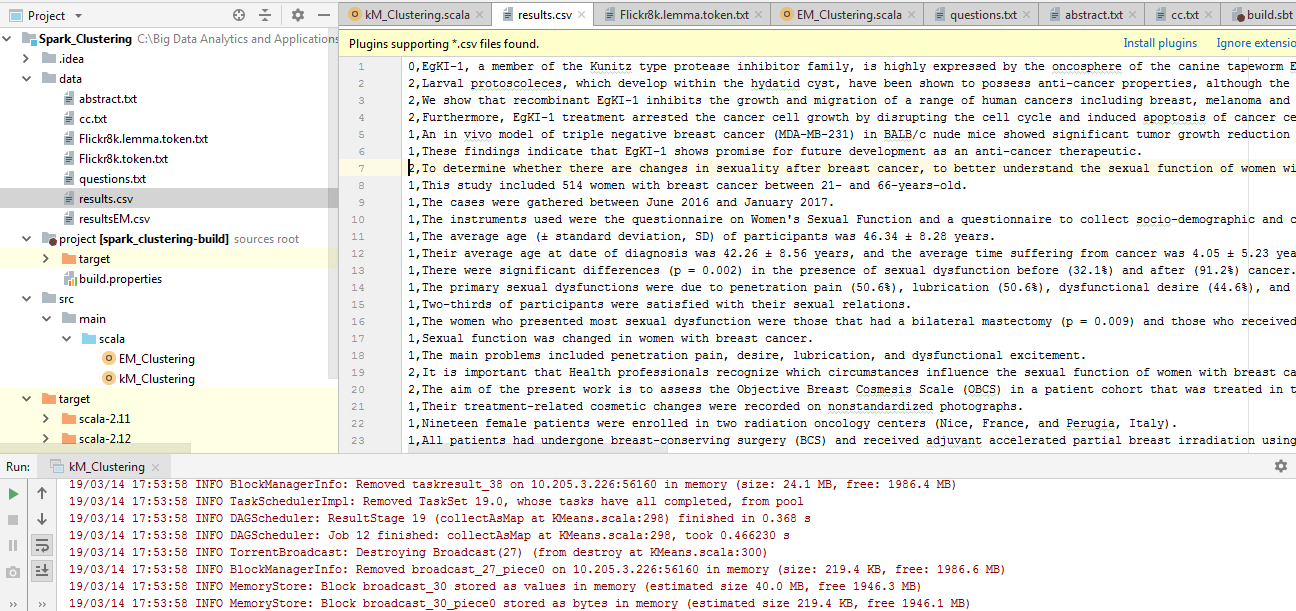 Project
Spark_Clustering C:\Big Data Analytics and Applications
.idea
data
abstract.txt
cc.txt
Flickr8k.lemma.token.txt
Flickr8k.token.txt
questions.txt
results.csv
resultsEM.csv
project [spark_clustering-build] sources root
target
build.properties
src
main
scala
EM_Clustering
kM_Clustering
target
scala-2.11
scala-2.12
kM_Clustering.scala results.csv Flickr8k.lemma.token.txt EM_Clustering.scala questions.txt abstract.txt cc.txt build.sbt
Plugins supporting *.csv files found. Install plugins Ignore extensio
1 0,EgKI-1, a member of the Kunitz type protease inhibitor family, is highly expressed by the oncosphere of the canine tapeworm E
2 2,Larval protoscoleces, which develop within the hydatid cyst, have been shown to possess anti-cancer properties, although the
3 2,We show that recombinant EgKI-1 inhibits the growth and migration of a range of human cancers including breast, melanoma and
4 2,Furthermore, EgKI-1 treatment arrested the cancer cell growth by disrupting the cell cycle and induced apoptosis of cancer ce
5 1,An in vivo model of triple negative breast cancer (MDA-MB-231) in BALB/c nude mice showed significant tumor growth reduction
6 1,These findings indicate that EgKI-1 shows promise for future development as an anti-cancer therapeutic.
7 2,To determine whether there are changes in sexuality after breast cancer, to better understand the sexual function of women wi
8 1,This study included 514 women with breast cancer between 21- and 66-years-old.
9 1,The cases were gathered between June 2016 and January 2017.
10 1,The instruments used were the questionnaire on Women's Sexual Function and a questionnaire to collect socio-demographic and c
11 1,The average age (± standard deviation, SD) of participants was 46.34 ± 8.28 years.
12 1,Their average age at date of diagnosis was 42.26 ± 8.56 years, and the average time suffering from cancer was 4.05 ± 5.23 yea
13 1,There were significant differences (p = 0.002) in the presence of sexual dysfunction before (32.1%) and after (91.2%) cancer.
14 1,The primary sexual dysfunctions were due to penetration pain (50.6%), lubrication (50.6%), dysfunctional desire (44.6%), and
15 1,Two-thirds of participants were satisfied with their sexual relations.
16 1,The women who presented most sexual dysfunction were those that had a bilateral mastectomy (p = 0.009) and those who received
17 1,Sexual function was changed in women with breast cancer.
18 1,The main problems included penetration pain, desire, lubrication, and dysfunctional excitement.
19 2,It is important that Health professionals recognize which circumstances influence the sexual function of women with breast ca
20 2,The aim of the present work is to assess the Objective Breast Cosmesis Scale (OBCS) in a patient cohort that was treated in t
21 1,Their treatment-related cosmetic changes were recorded on nonstandardized photographs.
22 1,Nineteen female patients were enrolled in two radiation oncology centers (Nice, France, and Perugia, Italy).
23 1,All patients had undergone breast-conserving surgery (BCS) and received adjuvant accelerated partial breast irradiation using
Run: kM_Clustering
19/03/14 17:53:58 INFO BlockManagerInfo: Removed taskresult_38 on 10.205.3.226:56160 in memory (size: 24.1 MB, free: 1986.4 MB)
19/03/14 17:53:58 INFO TaskSchedulerImpl: Removed TaskSet 19.0, whose tasks have all completed, from pool
19/03/14 17:53:58 INFO DAGScheduler: ResultStage 19 (collectAsMap at KMeans.scala:298) finished in 0.368 s
19/03/14 17:53:58 INFO DAGScheduler: Job 12 finished: collectAsMap at KMeans.scala:298, took 0.466230 s
19/03/14 17:53:58 INFO TorrentBroadcast: Destroying Broadcast(27) (from destroy at KMeans.scala:300)
19/03/14 17:53:58 INFO BlockManagerInfo: Removed broadcast_27_piece0 on 10.205.3.226:56160 in memory (size: 219.4 KB, free: 1986.6 MB)
19/03/14 17:53:58 INFO MemoryStore: Block broadcast_30 stored as values in memory (estimated size 40.0 MB, free 1946.3 MB)
19/03/14 17:53:58 INFO MemoryStore: Block broadcast_30_piece0 stored as bytes in memory (estimated size 219.4 KB, free 1946.1 MB)